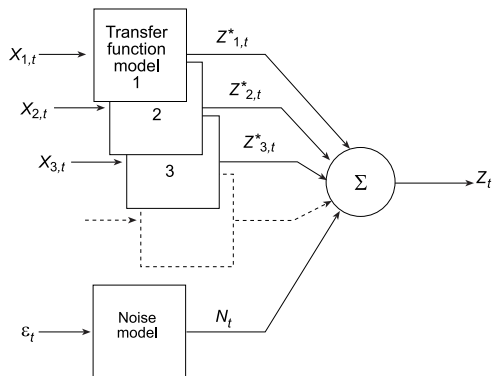 Transfer
function
model
1
X1,t
Z*1,t
X2,t
2
Z*2,t
X3,t
3
Z*3,t
Σ
Zt
εt
Noise
model
Nt